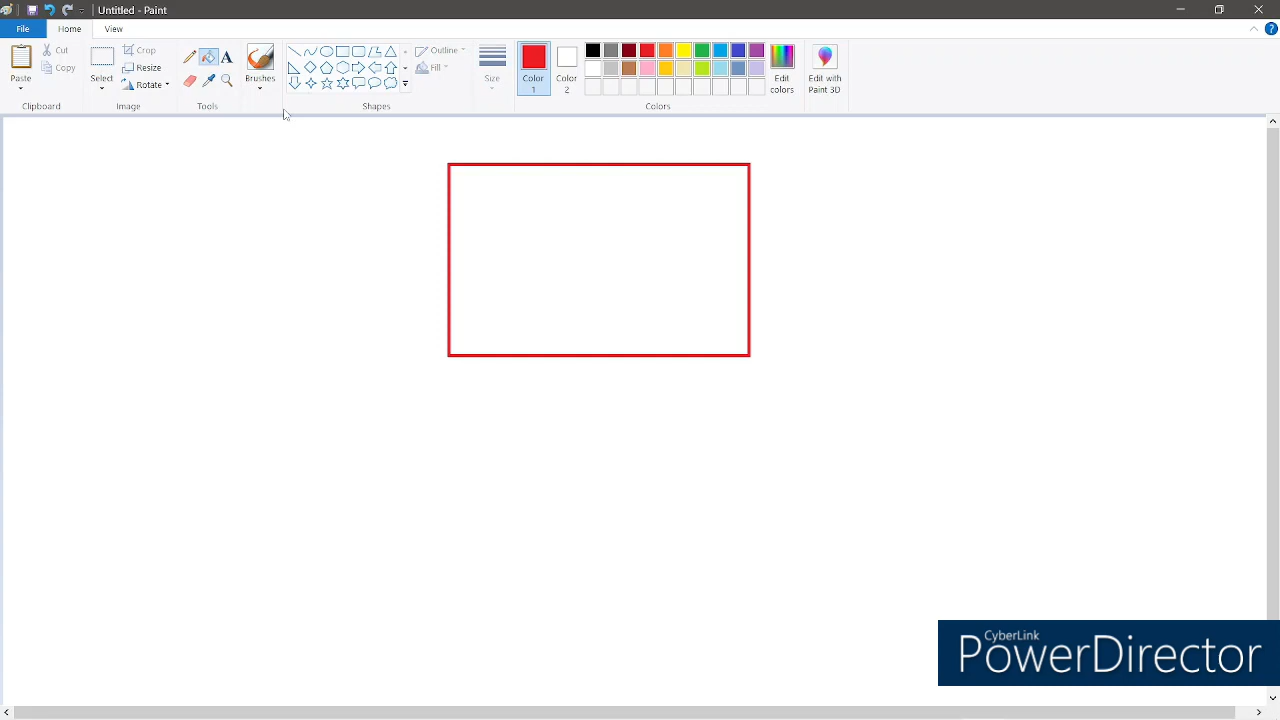 Untitled - Paint
File
Home
View
Paste
Cut
Copy
Clipboard
Select
Crop
Resize
Rotate
Image
A
Tools
Brushes
Shapes
Outline
Fill
Size
Color
1
Color
2
Edit
colors
Colors
Edit with
Paint 3D
?
CyberLink
PowerDirector